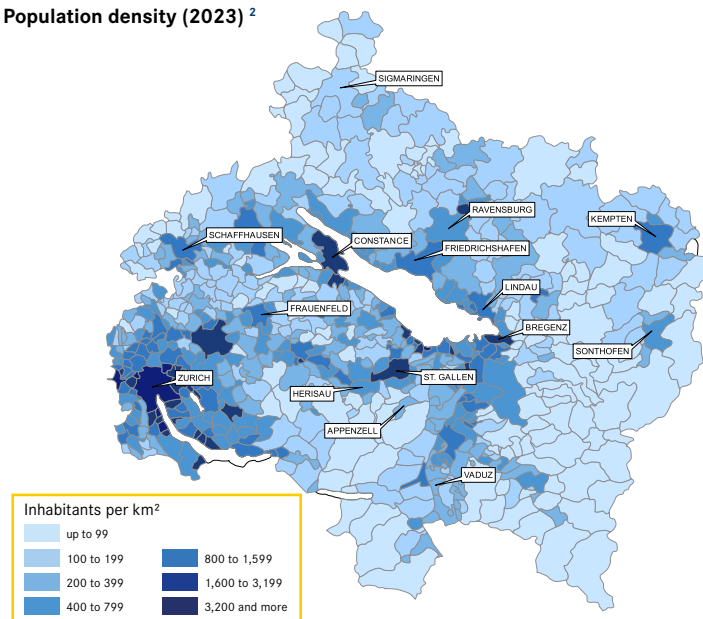 Population density (2023) 2
SIGMARINGEN
RAVENSBURG
KEMPTEN
SCHAFFHAUSEN
CONSTANCE
FRIEDRICHSHAFEN
LINDAU
FRAUENFELD
BREGENZ
SONTHOFEN
ZURICH
ST. GALLEN
HERISAU
APPENZELL
VADUZ
Inhabitants per km²
up to 99
100 to 199
200 to 399
400 to 799
800 to 1,599
1,600 to 3,199
3,200 and more